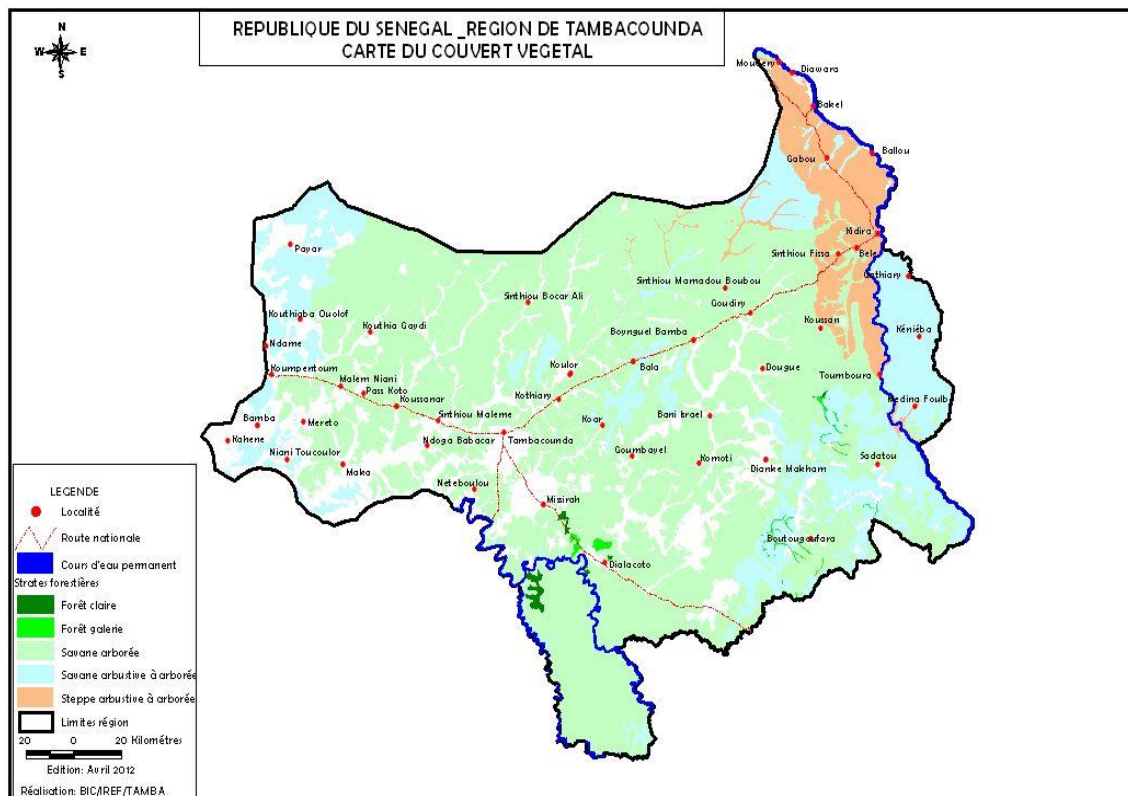 REPUBLIQUE DU SENEGAL _REGION DE TAMBACOUNDA
CARTE DU COUVERT VEGETAL
N
W E
S
Moudery
Diawara
Bakel
Ballou
Gabou
Kidira
Bele
Sinthiou Fissa
Gathiary
Payar
Sinthiou Mamadou Boubou
Sinthiou Bocar Ali
Goudiry
Kouthiaba Ouolof
Kouthia Gaydi
Koussan
Kéniéba
Boynguel Bamba
Ndame
Bala
Koulor
Dougue
Toumboura
Koumpentoum
Malem Niani
Pass Koto
Koussanar
Kothiary
Medina Foulb
Sinthiou Maleme
Bani Israel
Bamba
Mereto
Koar
Tambacounda
Kahene
Ndoga Babacar
Goumbayel
Komoti
Dianke Makham
Sadatou
Niani Toucoulor
Maka
Neteboulou
Missirah
Boutougoufara
Dialacoto
LEGENDE
Localité
Route nationale
Cours d'eau permanent
Strates forestières
Forêt claire
Forêt galerie
Savane arborée
Savane arbustive à arborée
Steppe arbustive à arborée
Limites région
20 0 20 Kilométres
Edition: Avril 2012
Réalisation: BIC/IREF/TAMBA